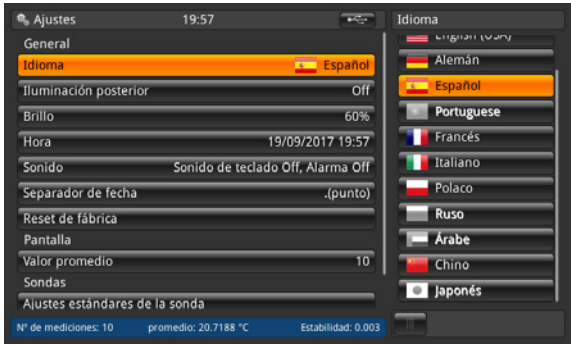 Ajustes 19:57
General
Idioma Español
Iluminación posterior Off
Brillo 60%
Hora 19/09/2017 19:57
Sonido Sonido de teclado Off, Alarma Off
Separador de fecha .(punto)
Reset de fábrica
Pantalla
Valor promedio 10
Sondas
Ajustes estándares de la sonda
Nº de mediciones: 10 promedio: 20.7188 °C Estabilidad: 0.003
Idioma
English (USA)
Alemán
Español
Portuguese
Francés
Italiano
Polaco
Ruso
Árabe
Chino
Japonés